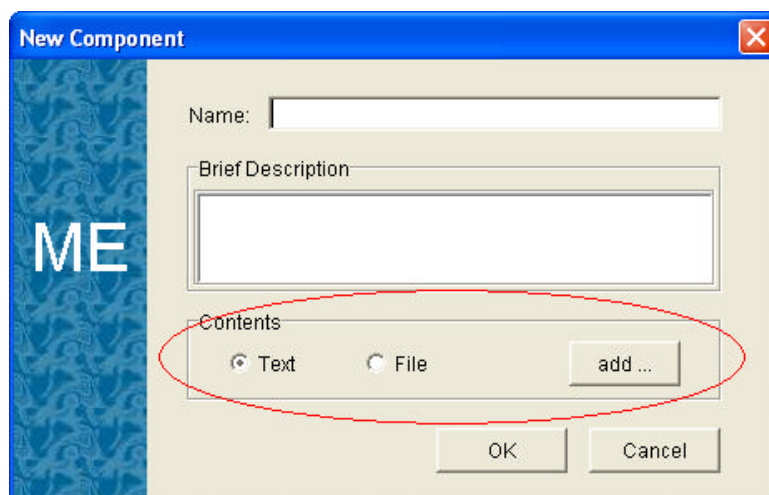 New Component
Name:
Brief Description
ME
Contents
Text File add ...
OK Cancel